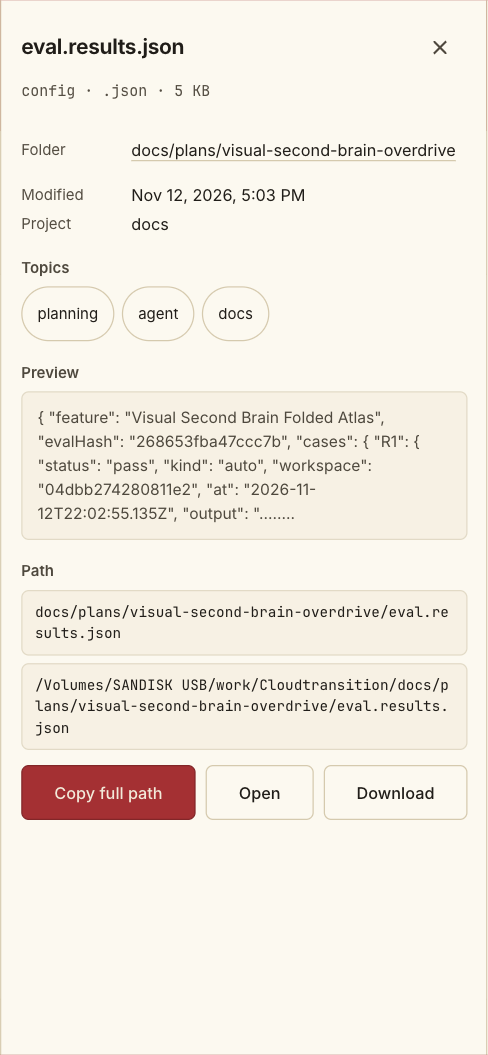 eval.results.json
config · .json · 5 KB
Folder docs/plans/visual-second-brain-overdrive
Modified Nov 12, 2026, 5:03 PM
Project docs
Topics
planning agent docs
Preview
{ "feature": "Visual Second Brain Folded Atlas",
"evalHash": "268653fba47ccc7b", "cases": { "R1": {
"status": "pass", "kind": "auto", "workspace":
"04dbb274280811e2", "at": "2026-11-
12T22:02:55.135Z", "output": "........
Path
docs/plans/visual-second-brain-overdrive/eval.re
sults.json
/Volumes/SANDISK USB/work/Cloudtransition/docs/p
lans/visual-second-brain-overdrive/eval.results.
json
Copy full path Open Download